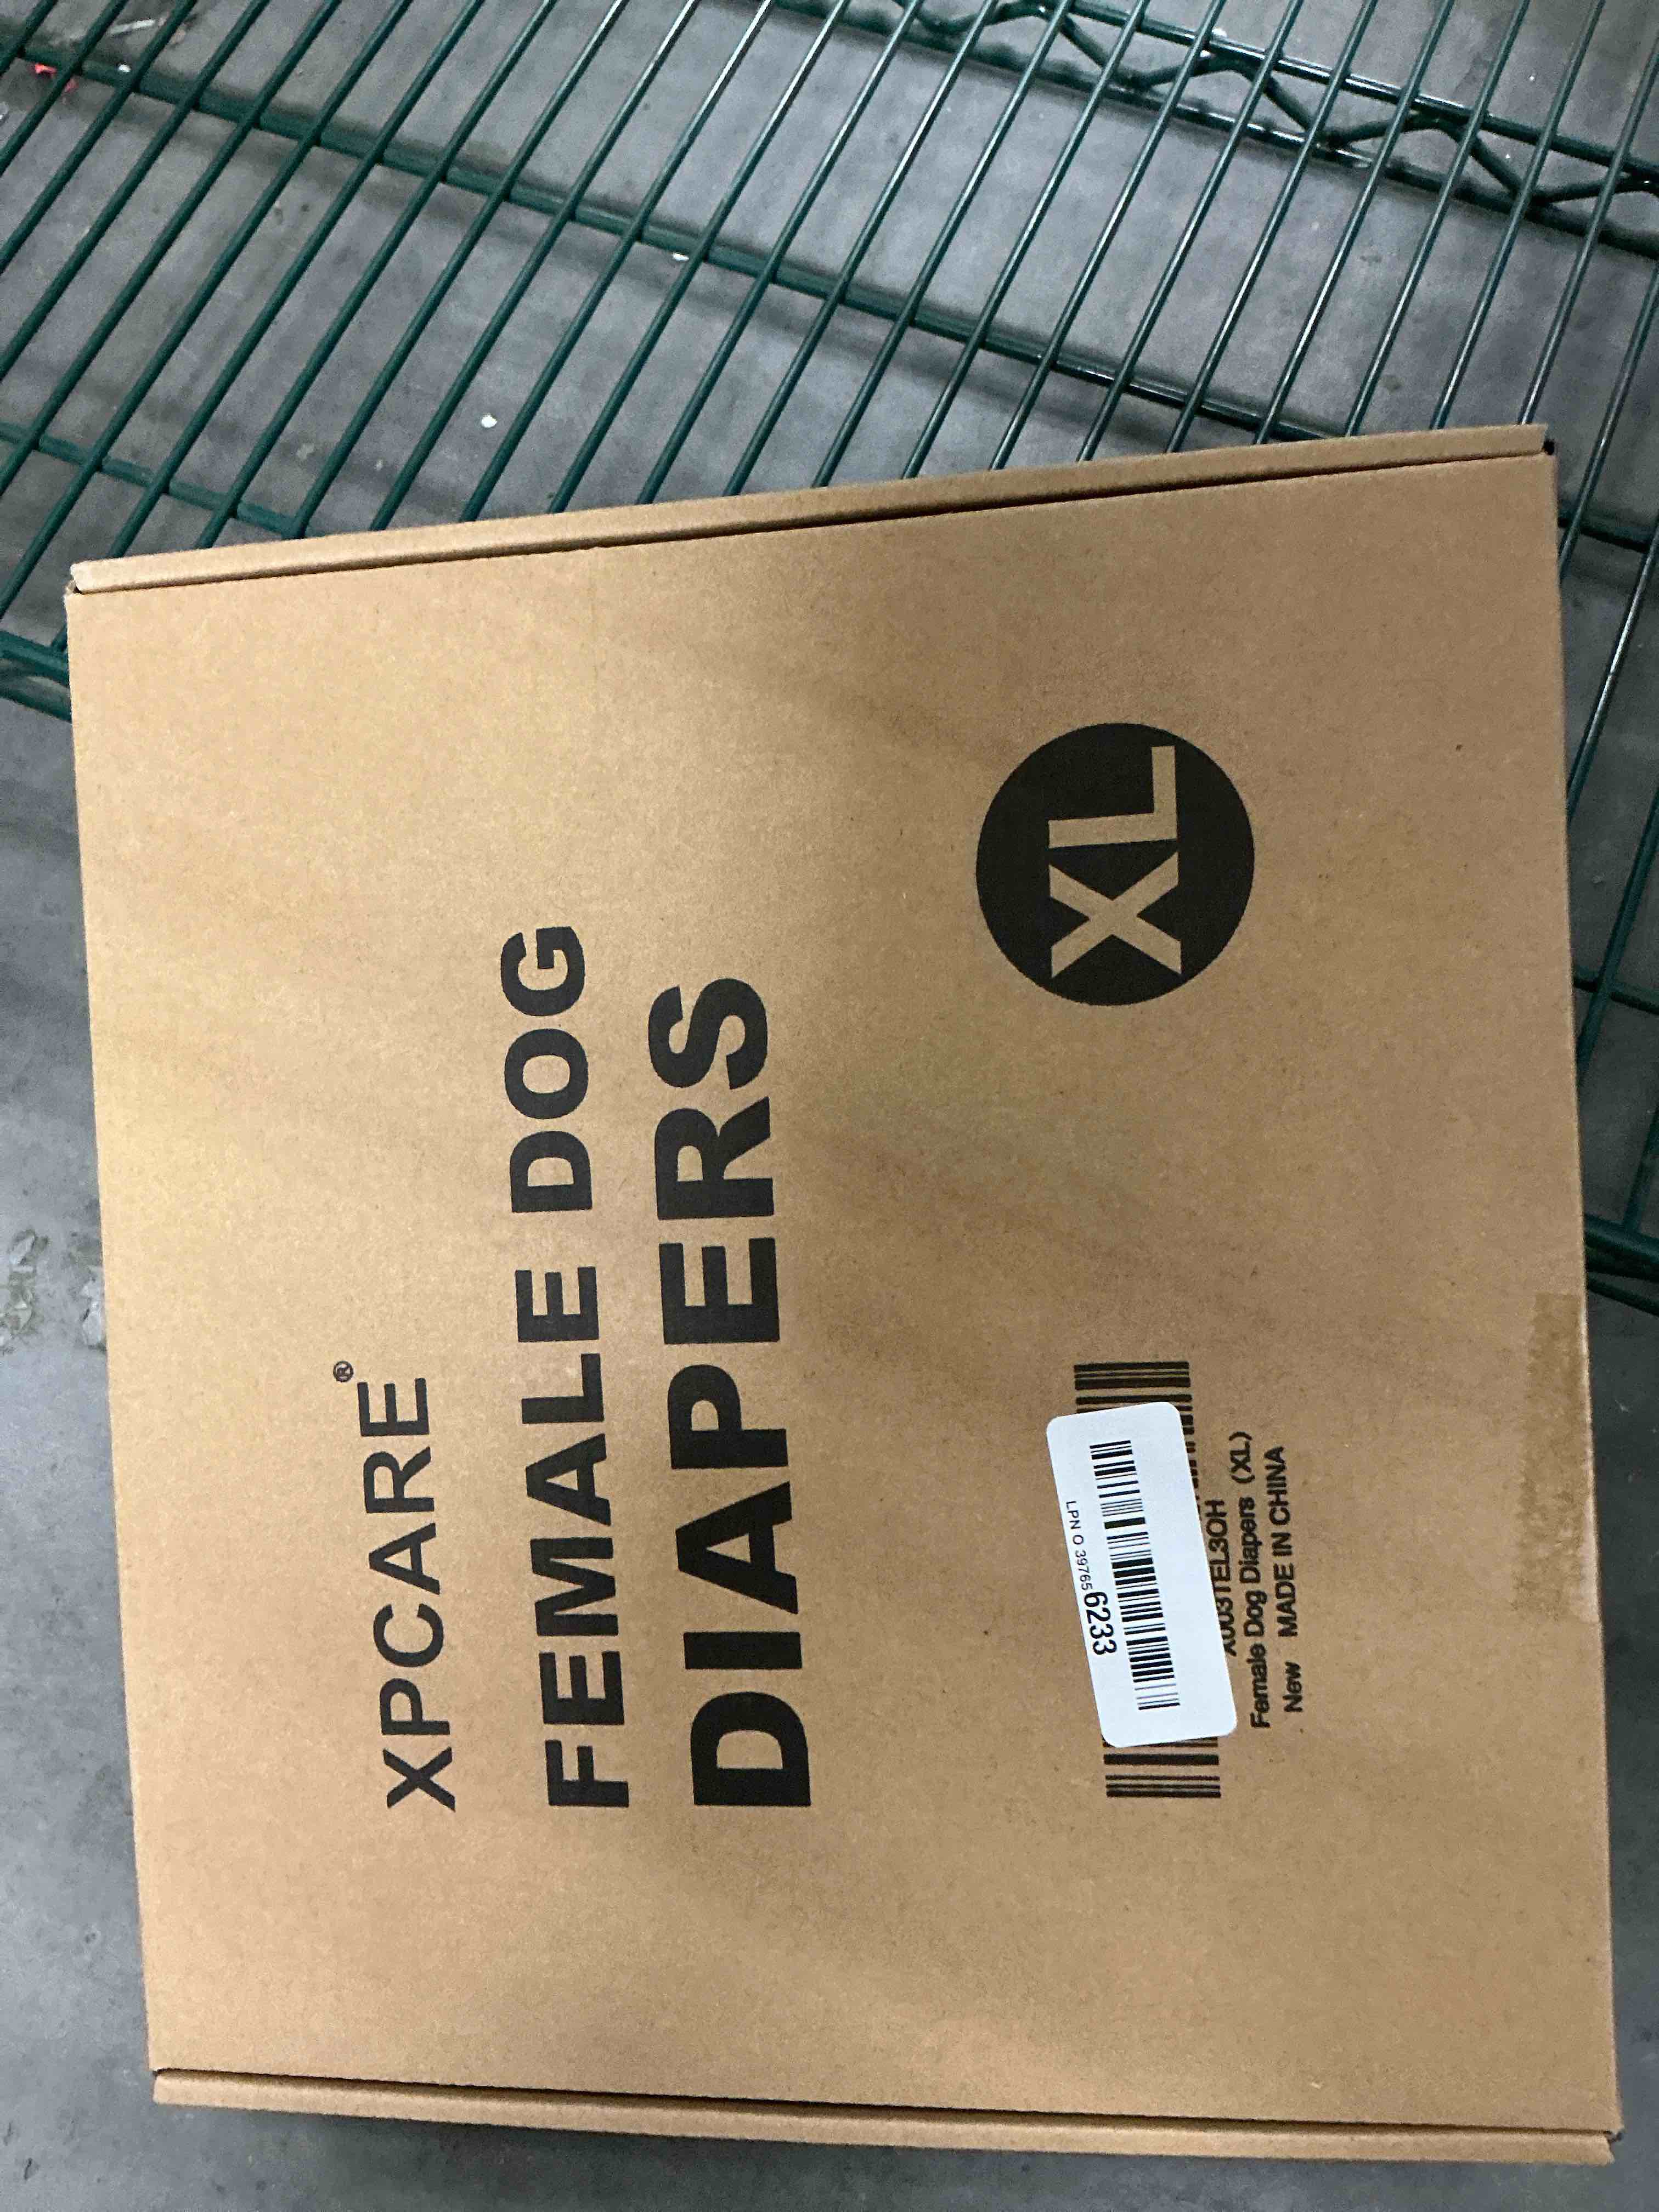 XPCARE®
FEMALE DOG
DIAPERS
XL
LPN O 39765 6233
X003TEL3OH
Female Dog Diapers (XL)
New MADE IN CHINA